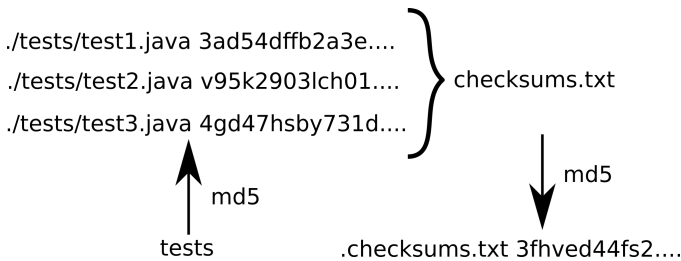 ./tests/test1.java 3ad54dffb2a3e....
./tests/test2.java v95k2903lch01....
./tests/test3.java 4gd47hsby731d....
checksums.txt
md5
md5
tests
.checksums.txt 3fhved44fs2....